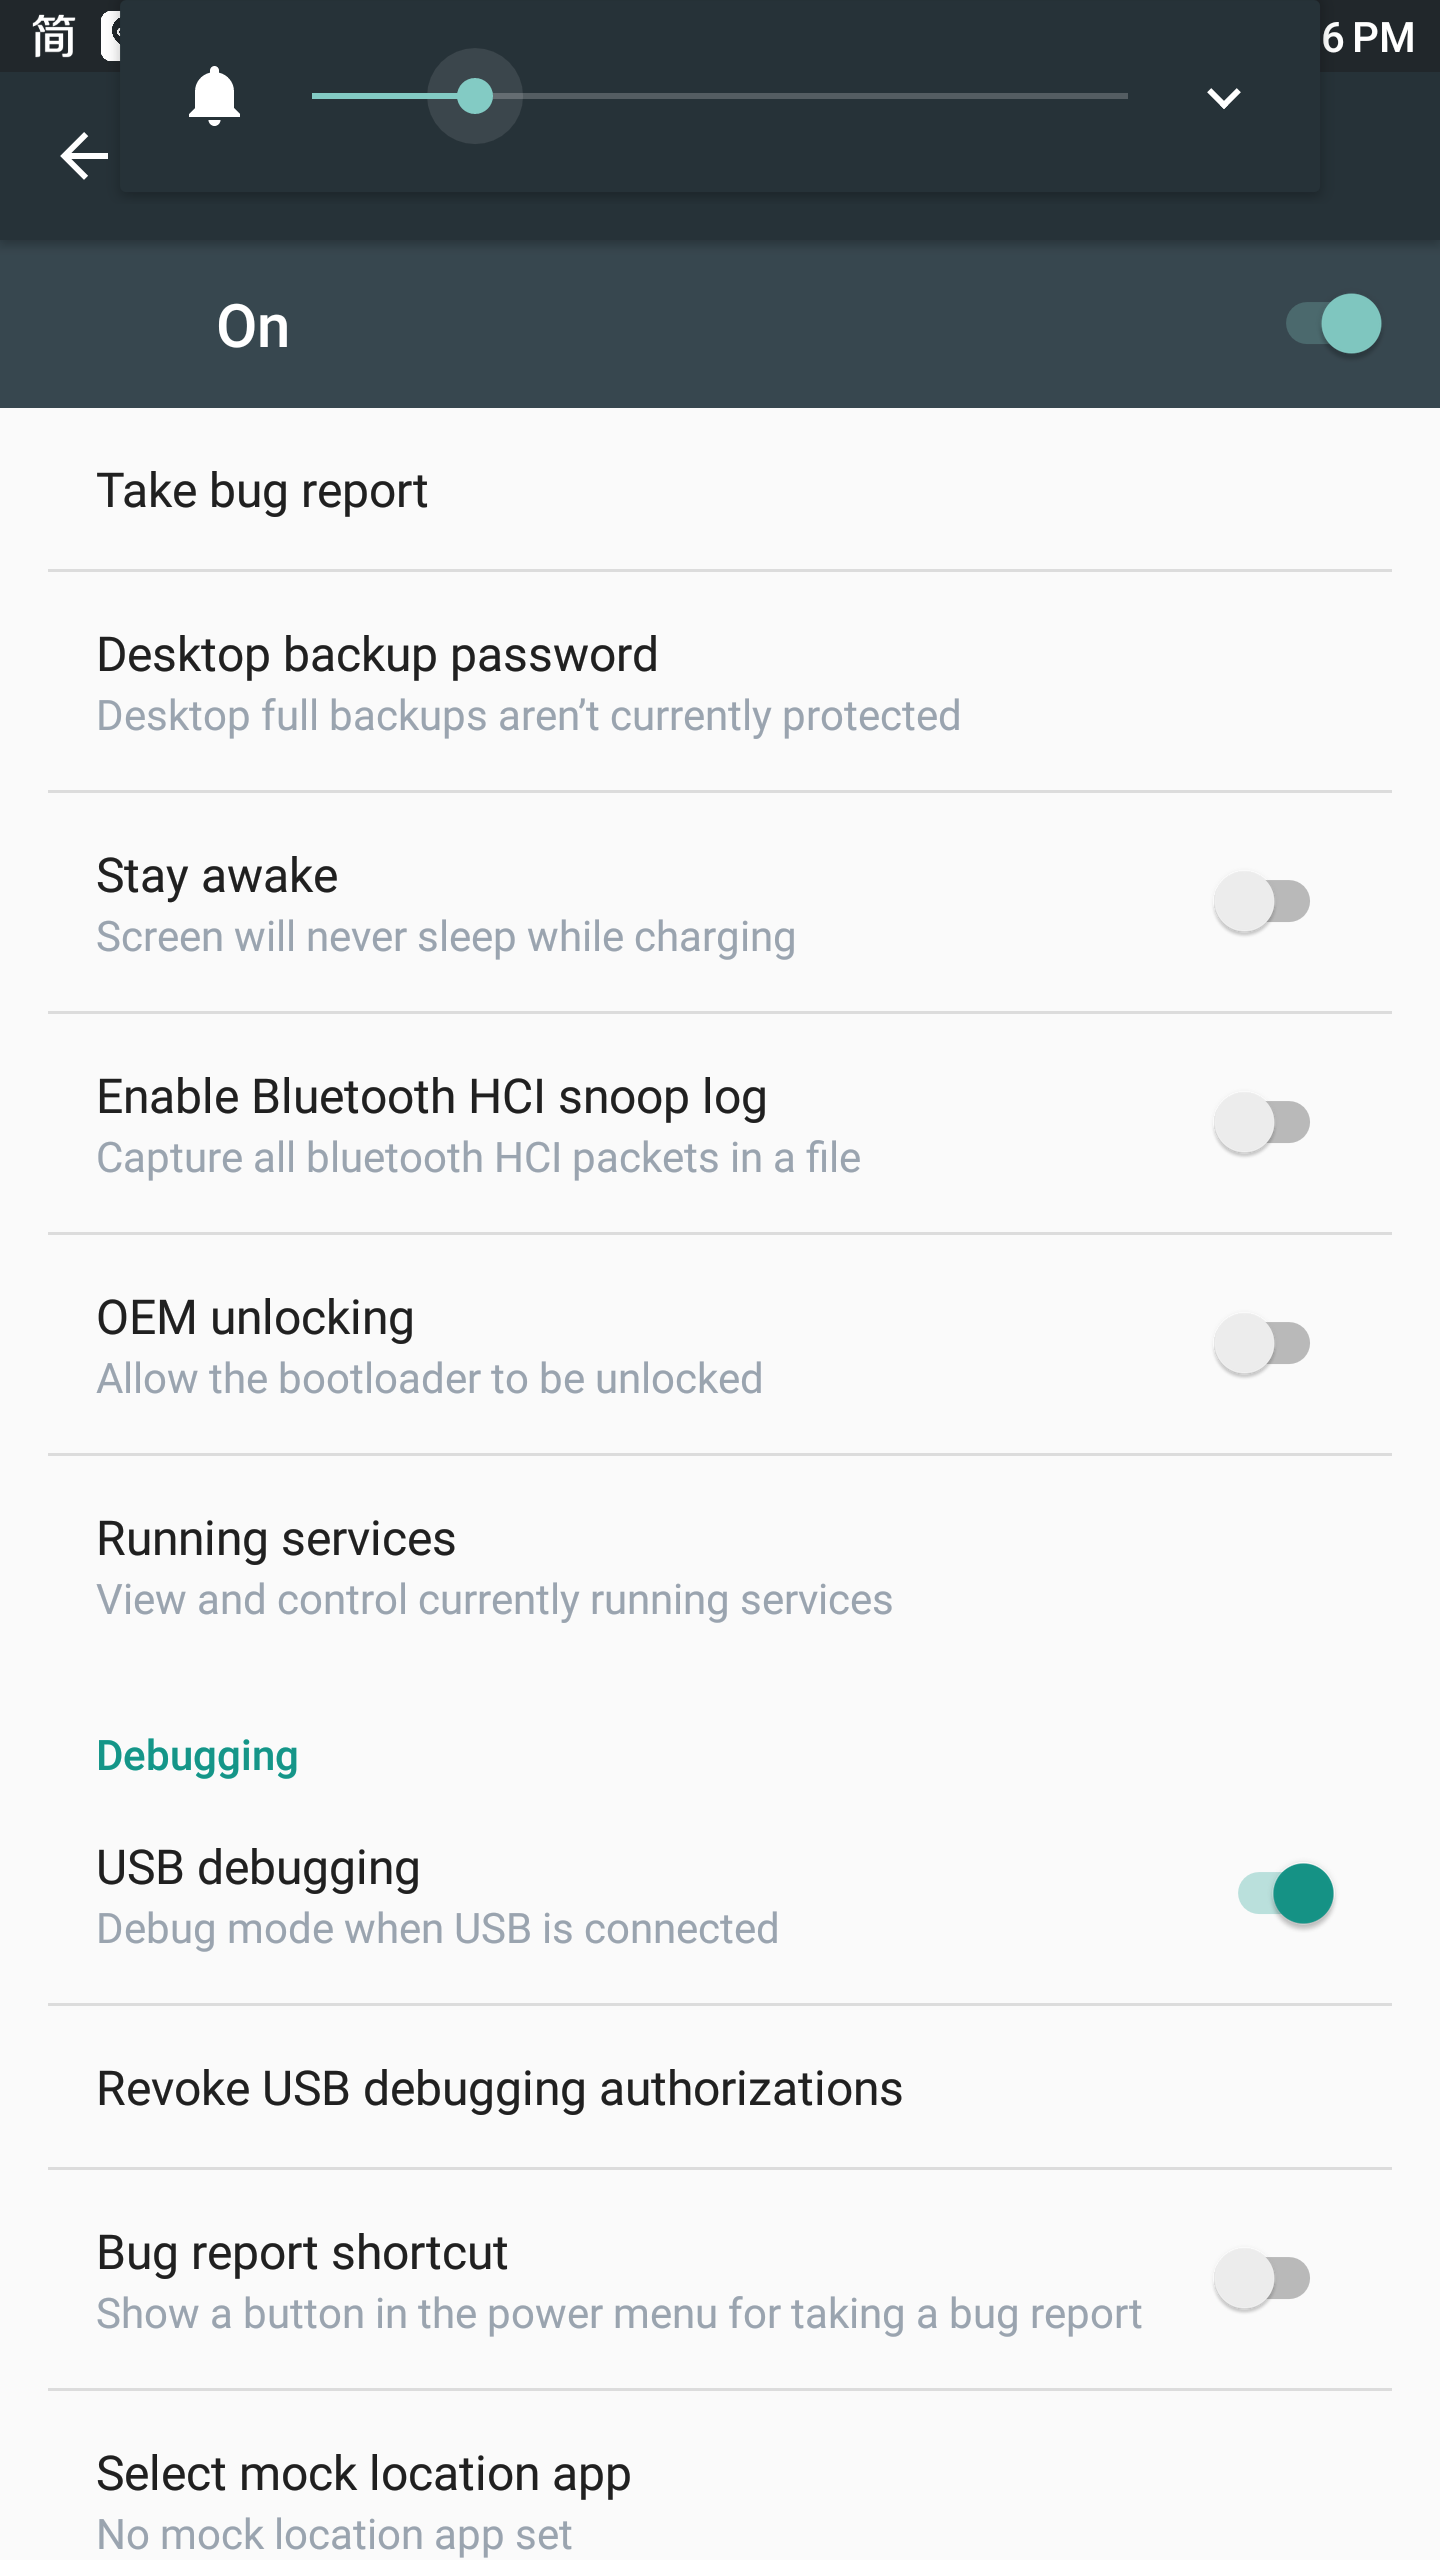 简
6 PM
On
Take bug report
Desktop backup password
Desktop full backups aren’t currently protected
Stay awake
Screen will never sleep while charging
Enable Bluetooth HCI snoop log
Capture all bluetooth HCI packets in a file
OEM unlocking
Allow the bootloader to be unlocked
Running services
View and control currently running services
Debugging
USB debugging
Debug mode when USB is connected
Revoke USB debugging authorizations
Bug report shortcut
Show a button in the power menu for taking a bug report
Select mock location app
No mock location app set